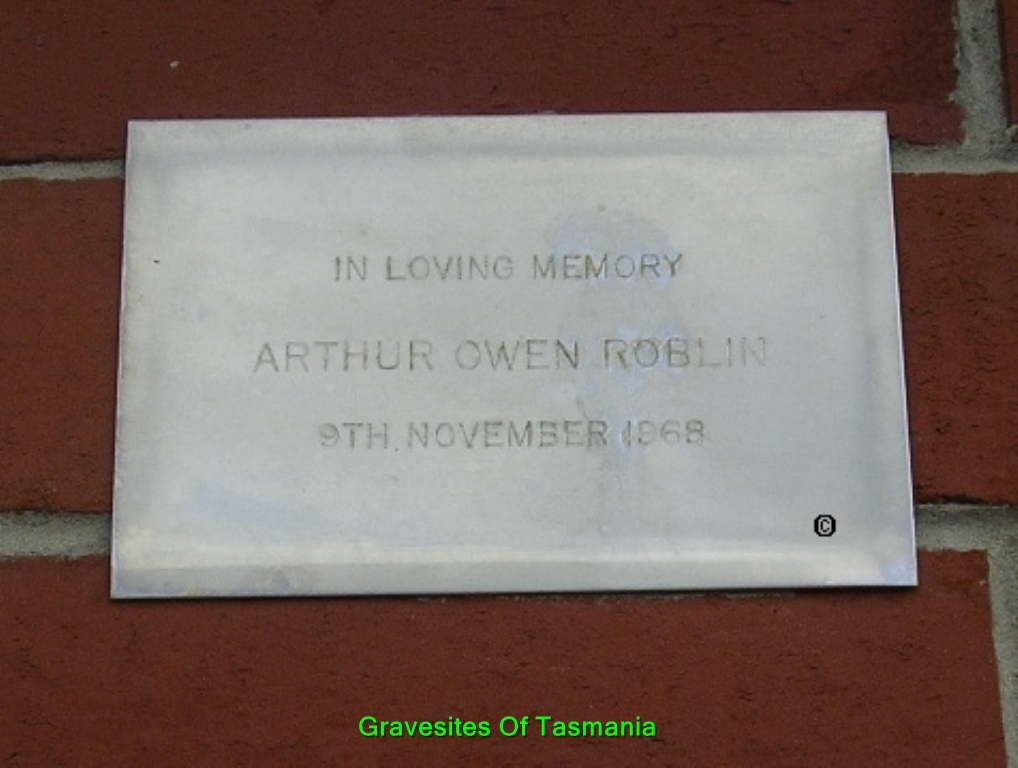 IN LOVING MEMORY
ARTHUR OWEN ROBLIN
9TH NOVEMBER 1968
©
Gravesites Of Tasmania